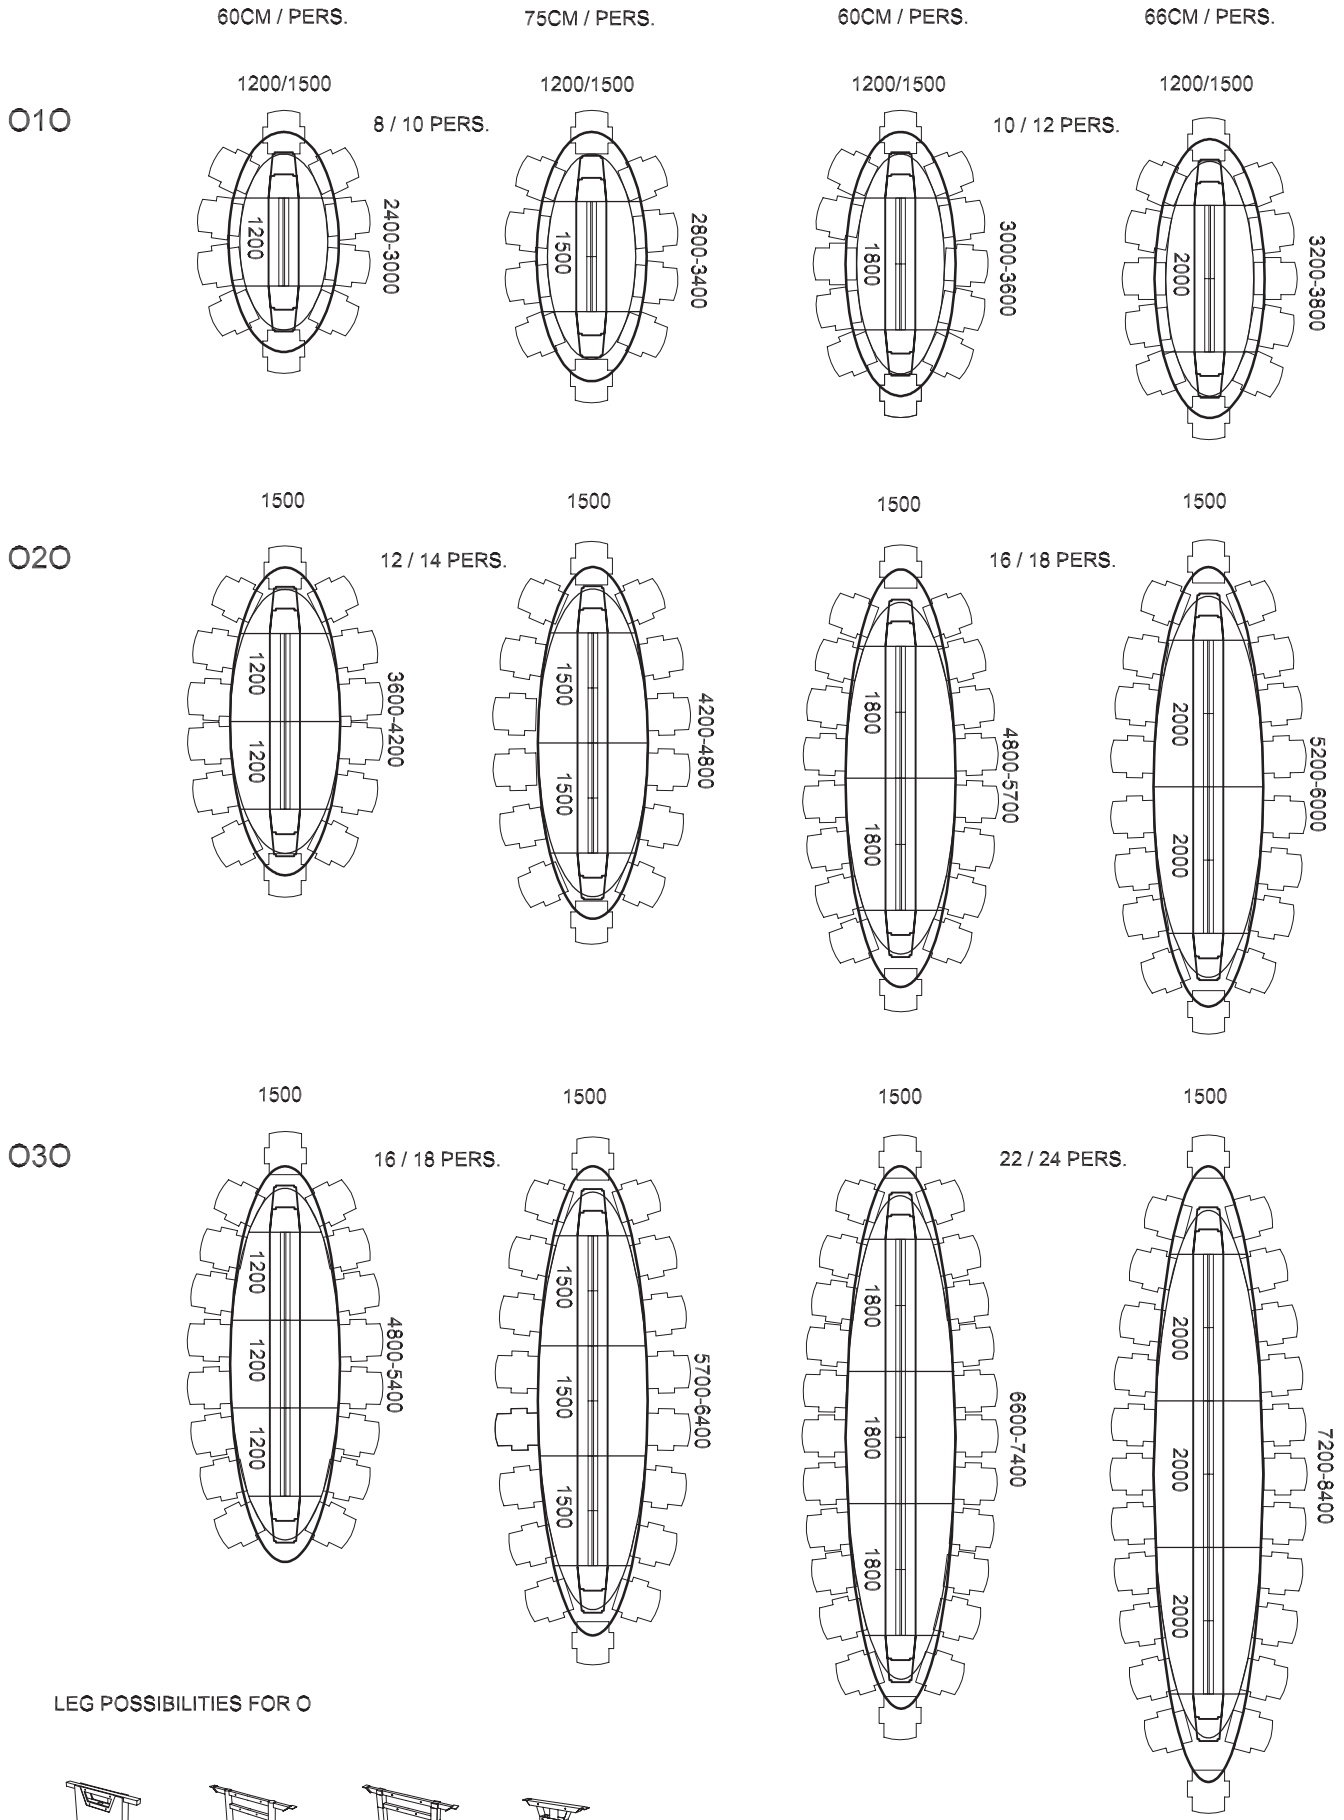 60CM / PERS. 75CM / PERS. 60CM / PERS. 66CM / PERS.
1200/1500 1200/1500 1200/1500 1200/1500
O1O 8 / 10 PERS. 10 / 12 PERS.
1200 2400-3000 1500 2800-3400 1800 3000-3600 2000 3200-3800
1500 1500 1500 1500
O2O 12 / 14 PERS. 16 / 18 PERS.
1200 1500 1800 2000
3600-4200 4200-4800 4800-5700 5200-6000
1200 1500 1800 2000
1500 1500 1500 1500
O3O 16 / 18 PERS. 22 / 24 PERS.
1200 1500 1800 2000
1200 4800-5400 1500 5700-6400 1800 6600-7400 2000 7200-8400
1200 1500 1800 2000
LEG POSSIBILITIES FOR O